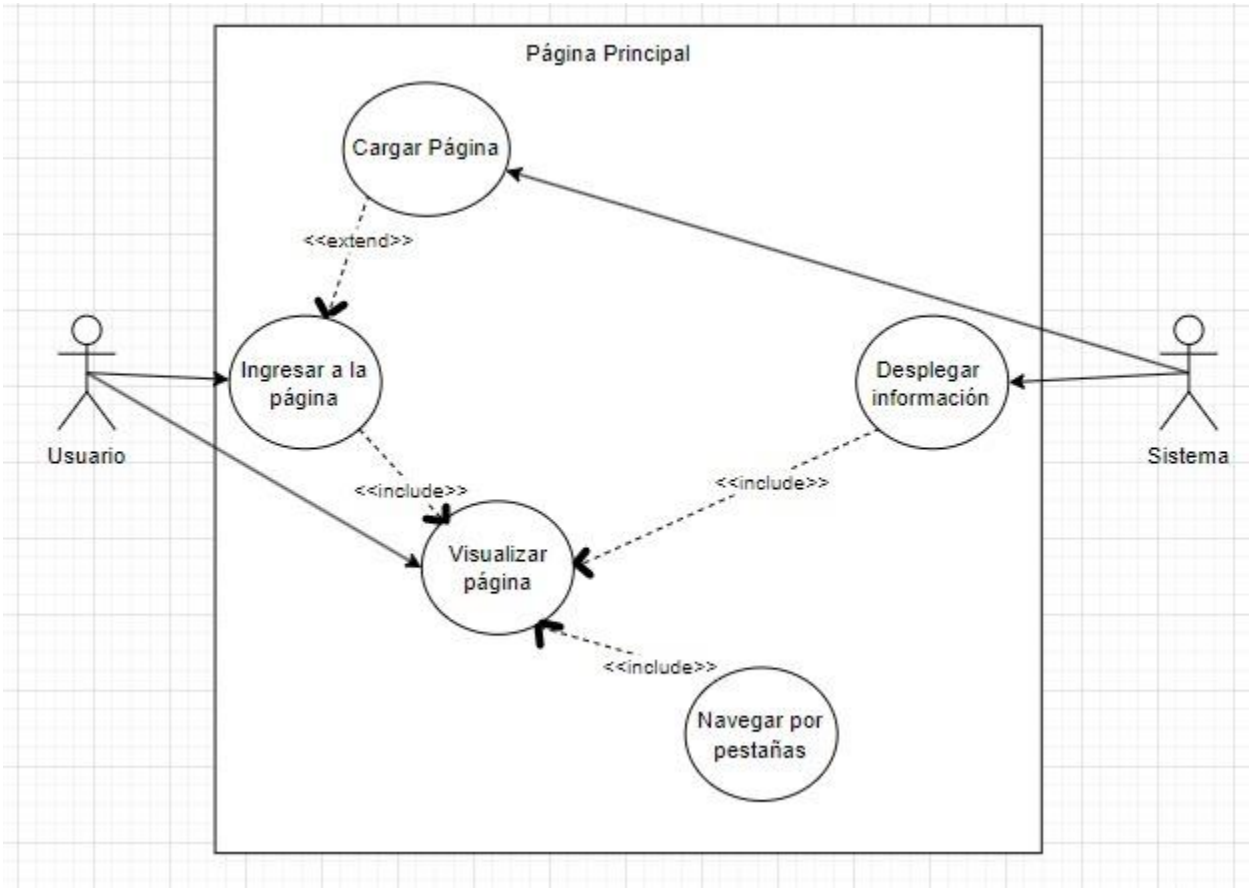 Página Principal
Cargar Página
<<extend>>
Ingresar a la
página
Desplegar
información
Usuario
Sistema
<<include>>
<<include>>
Visualizar
página
<<include>>
Navegar por
pestañas